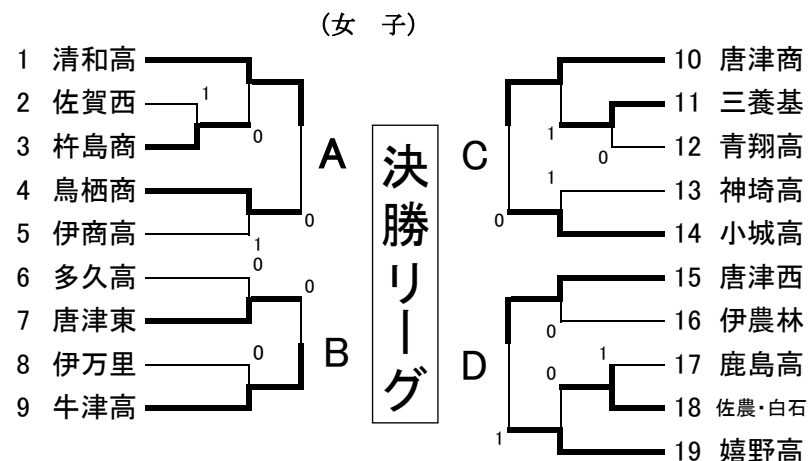 (女 子)
1 清和高
2 佐賀西
3 杵島商
4 鳥栖商
5 伊商高
6 多久高
7 唐津東
8 伊万里
9 牛津高
1
0
0
1
0
0
0
A
B
決勝リーグ
C
D
10 唐津商
11 三養基
12 青翔高
13 神埼高
14 小城高
15 唐津西
16 伊農林
17 鹿島高
18 佐農・白石
19 嬉野高
1
0
1
0
0
1
0
1